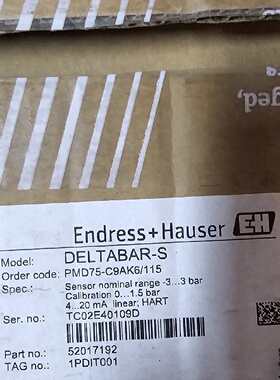 ged,
Endress+Hauser EH
Model: DELTABAR-S
Order code: PMD75-C9AK6/115
Spec.: Sensor nominal range -3...3 bar
Calibration 0...1.5 bar
4...20 mA linear; HART
Ser. no.: TC02E40109D
Part no.: 52017192
TAG no.: 1PDIT001